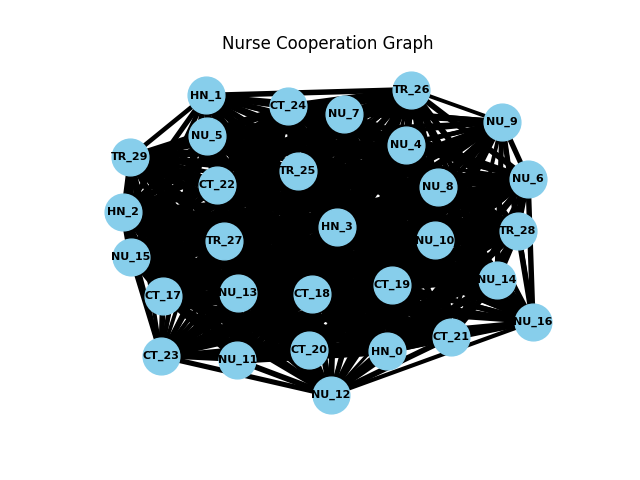 Nurse Cooperation Graph
TR_26
HN_1
CT_24
NU_7
NU_9
NU_5
NU_4
TR_29
TR_25
NU_6
CT_22
NU_8
HN_2
HN_3
TR_28
TR_27
NU_10
NU_15
NU_14
CT_19
NU_13
CT_18
CT_17
NU_16
CT_21
CT_20
HN_0
CT_23
NU_11
NU_12